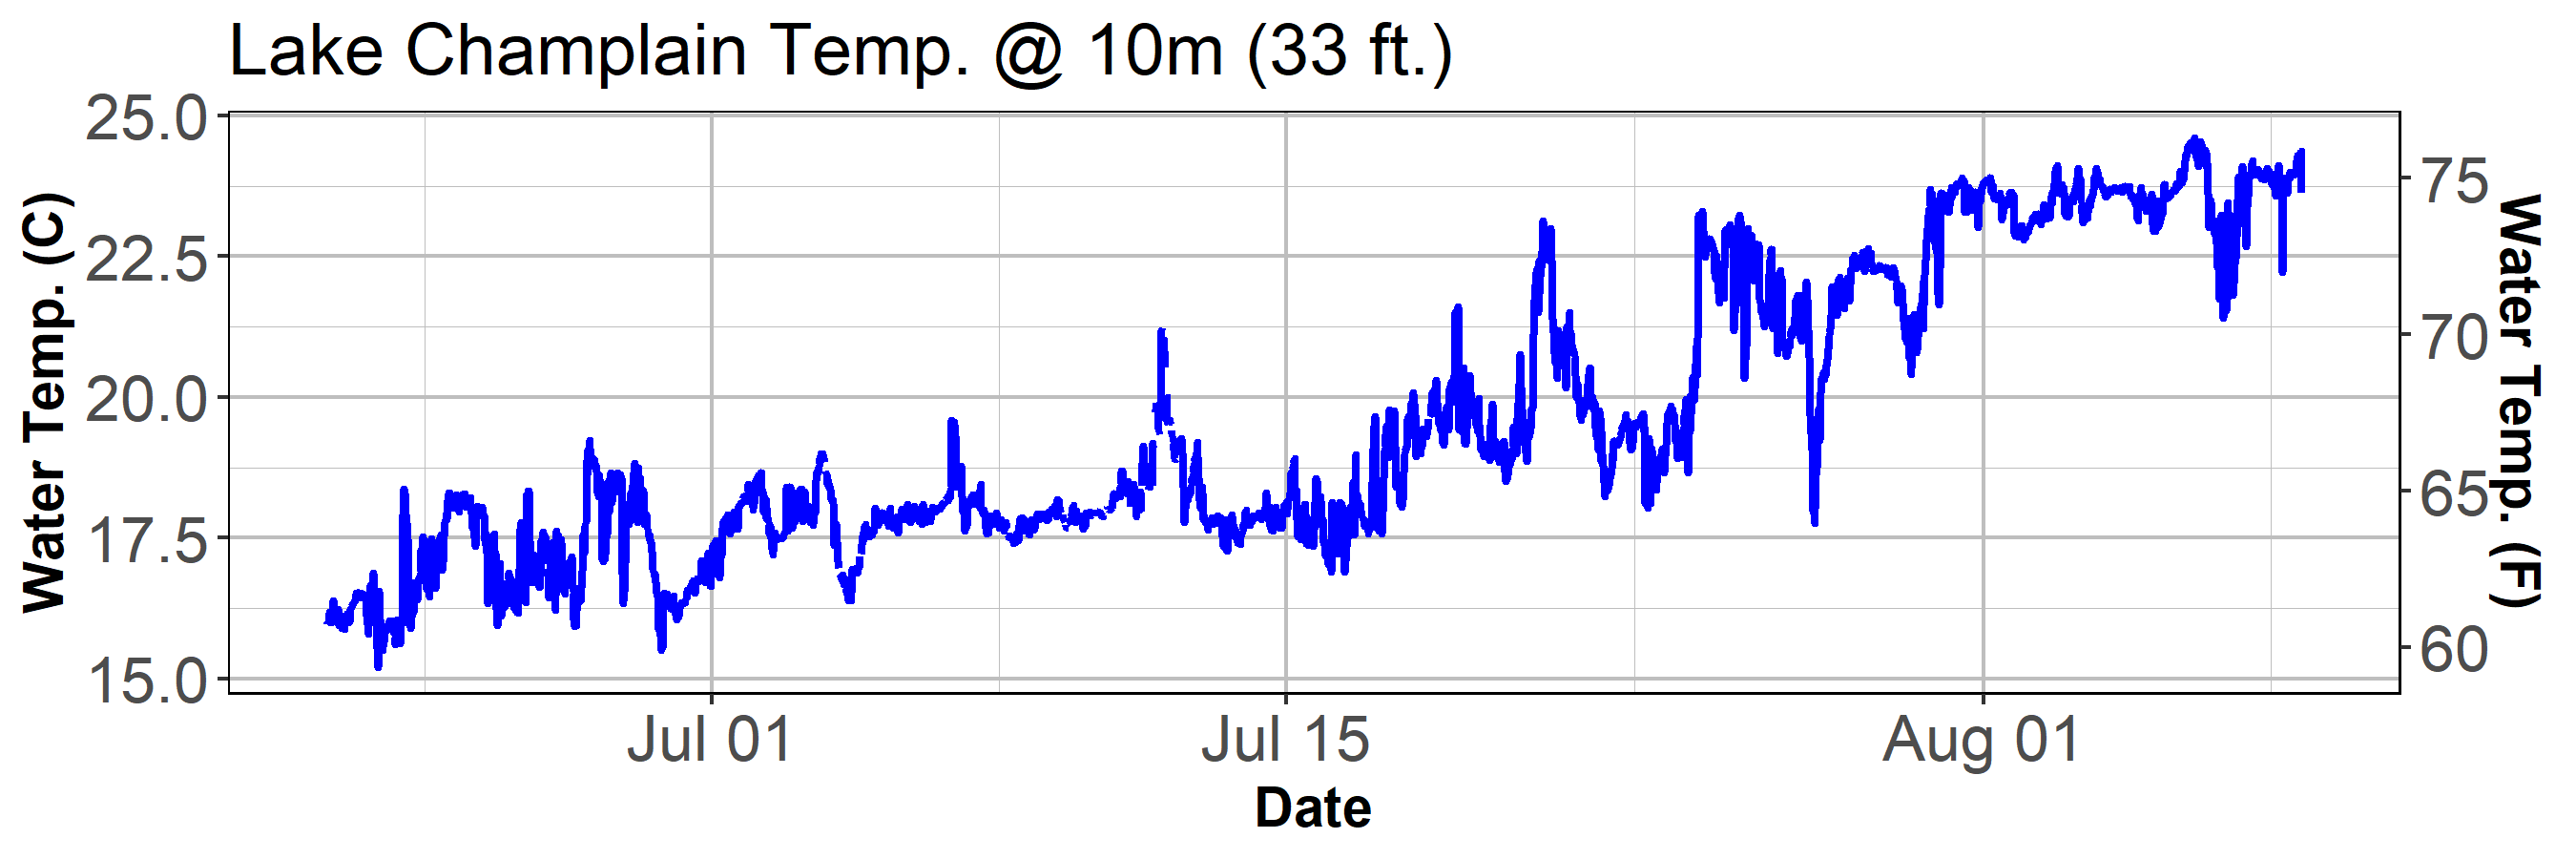 Lake Champlain Temp. @ 10m (33 ft.)
Water Temp. (C)
25.0
22.5
20.0
17.5
15.0
75
70
65
60
Water Temp. (F)
Jul 01
Jul 15
Aug 01
Date